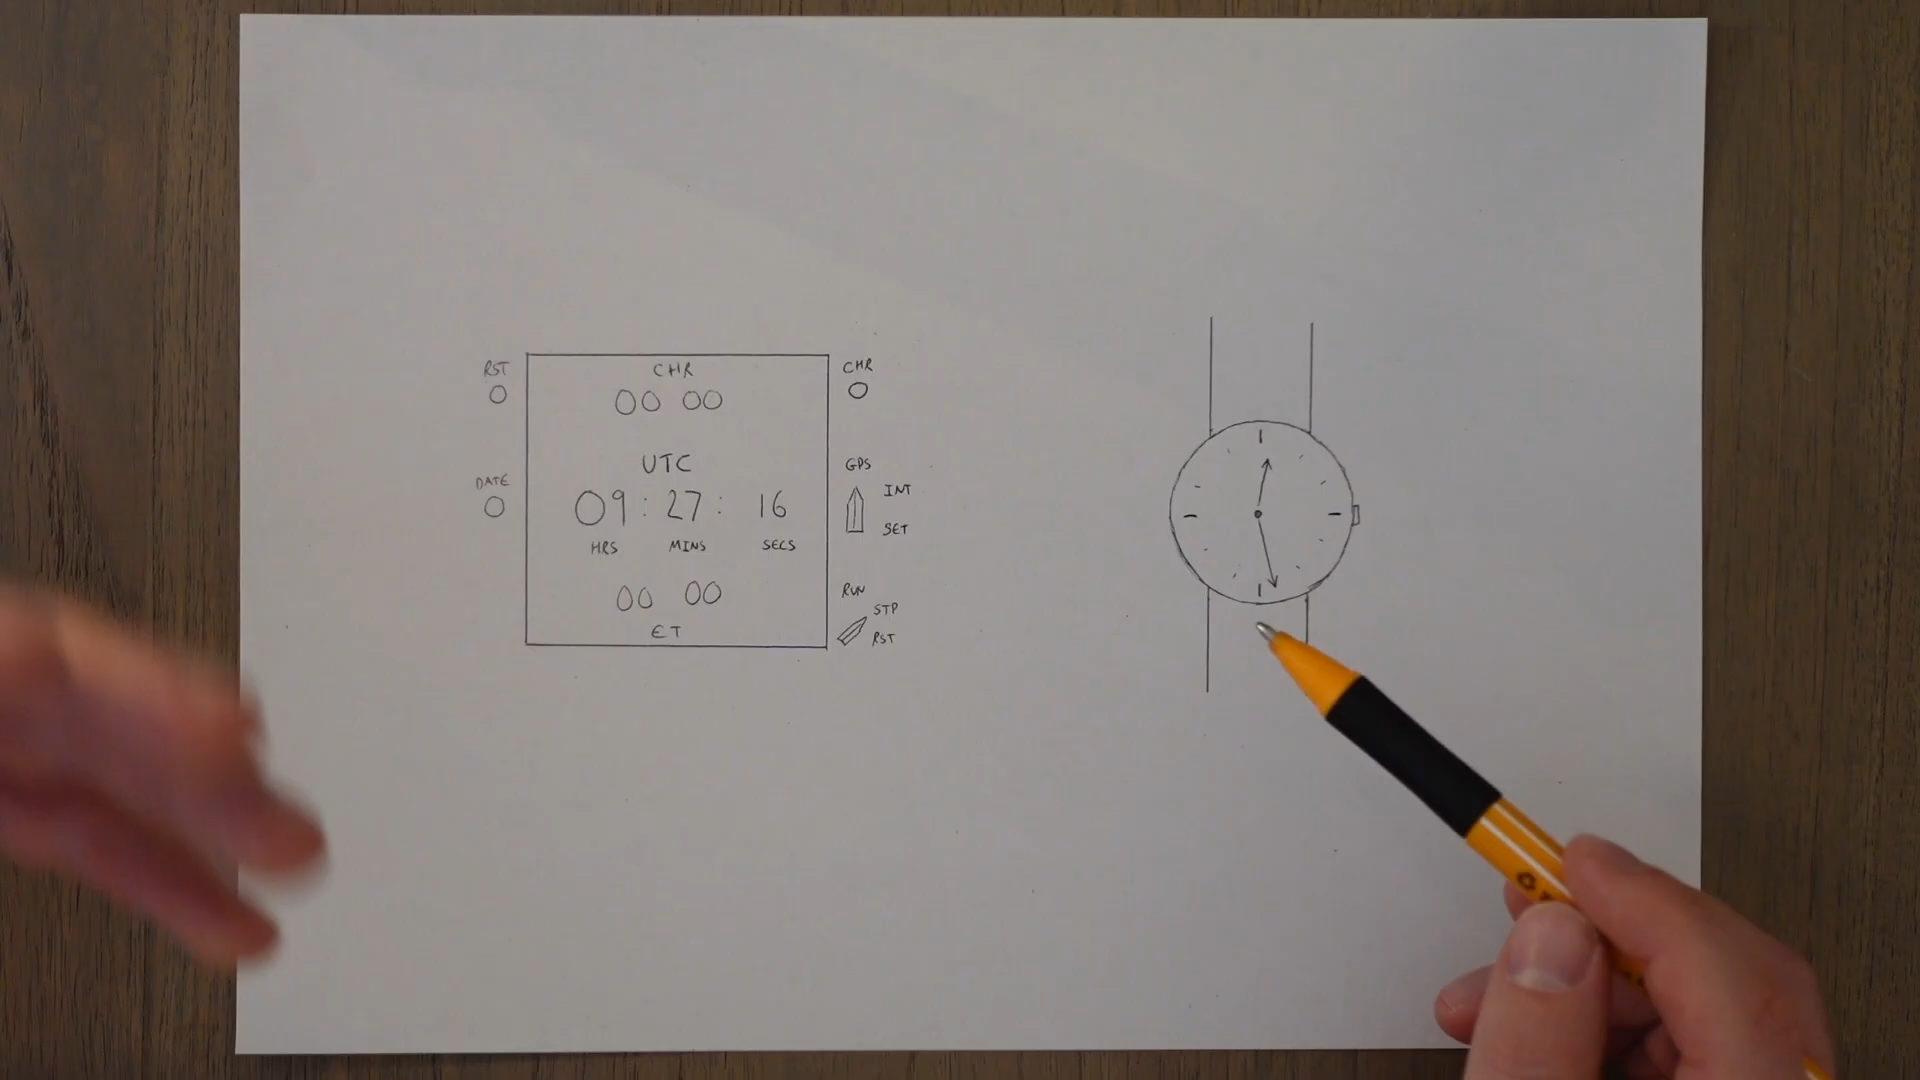 RST
CHR
CHR
00 00
UTC
GPS
DATE
INT
09: 27: 16
SET
HRS MINS SECS
RUN
00 00
STP
ET
RST